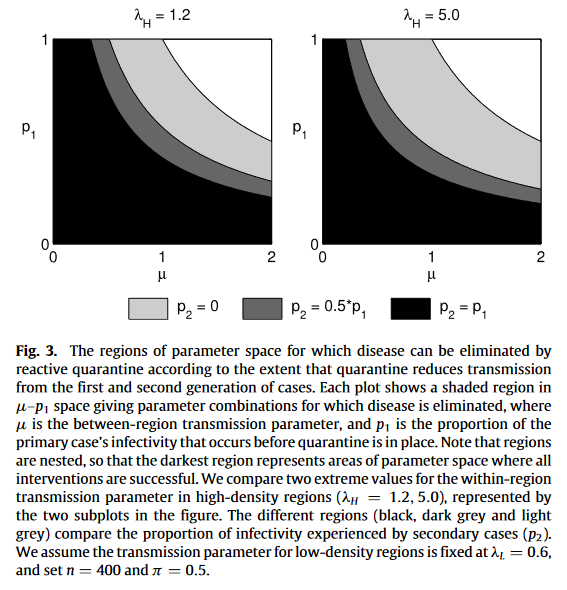 λH = 1.2
λH = 5.0
1
p1
0
0
1
2
μ
1
p1
0
0
1
2
μ
p2 = 0
p2 = 0.5*p1
p2 = p1
Fig. 3. The regions of parameter space for which disease can be eliminated by
reactive quarantine according to the extent that quarantine reduces transmission
from the first and second generation of cases. Each plot shows a shaded region in
μ–p1 space giving parameter combinations for which disease is eliminated, where
μ is the between-region transmission parameter, and p1 is the proportion of the
primary case's infectivity that occurs before quarantine is in place. Note that regions
are nested, so that the darkest region represents areas of parameter space where all
interventions are successful. We compare two extreme values for the within-region
transmission parameter in high-density regions (λH = 1.2, 5.0), represented by
the two subplots in the figure. The different regions (black, dark grey and light
grey) compare the proportion of infectivity experienced by secondary cases (p2).
We assume the transmission parameter for low-density regions is fixed at λL = 0.6,
and set n = 400 and π = 0.5.